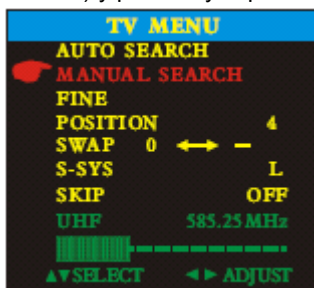 TV MENU
AUTO SEARCH
MANUAL SEARCH
FINE
POSITION 4
SWAP 0 ↔ –
S-SYS L
SKIP OFF
UHF 585.25 MHz
▲▼SELECT ◄► ADJUST